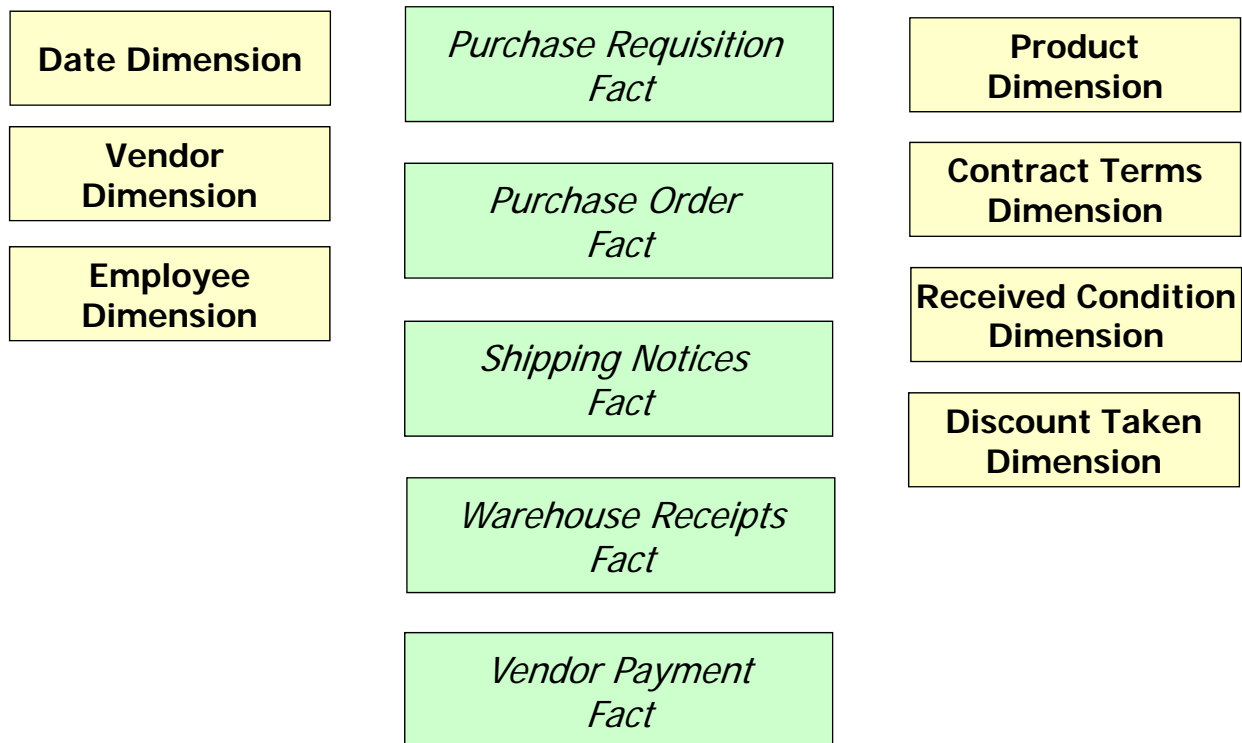 Date Dimension
Vendor
Dimension
Employee
Dimension
Purchase Requisition
Fact
Purchase Order
Fact
Shipping Notices
Fact
Warehouse Receipts
Fact
Vendor Payment
Fact
Product
Dimension
Contract Terms
Dimension
Received Condition
Dimension
Discount Taken
Dimension